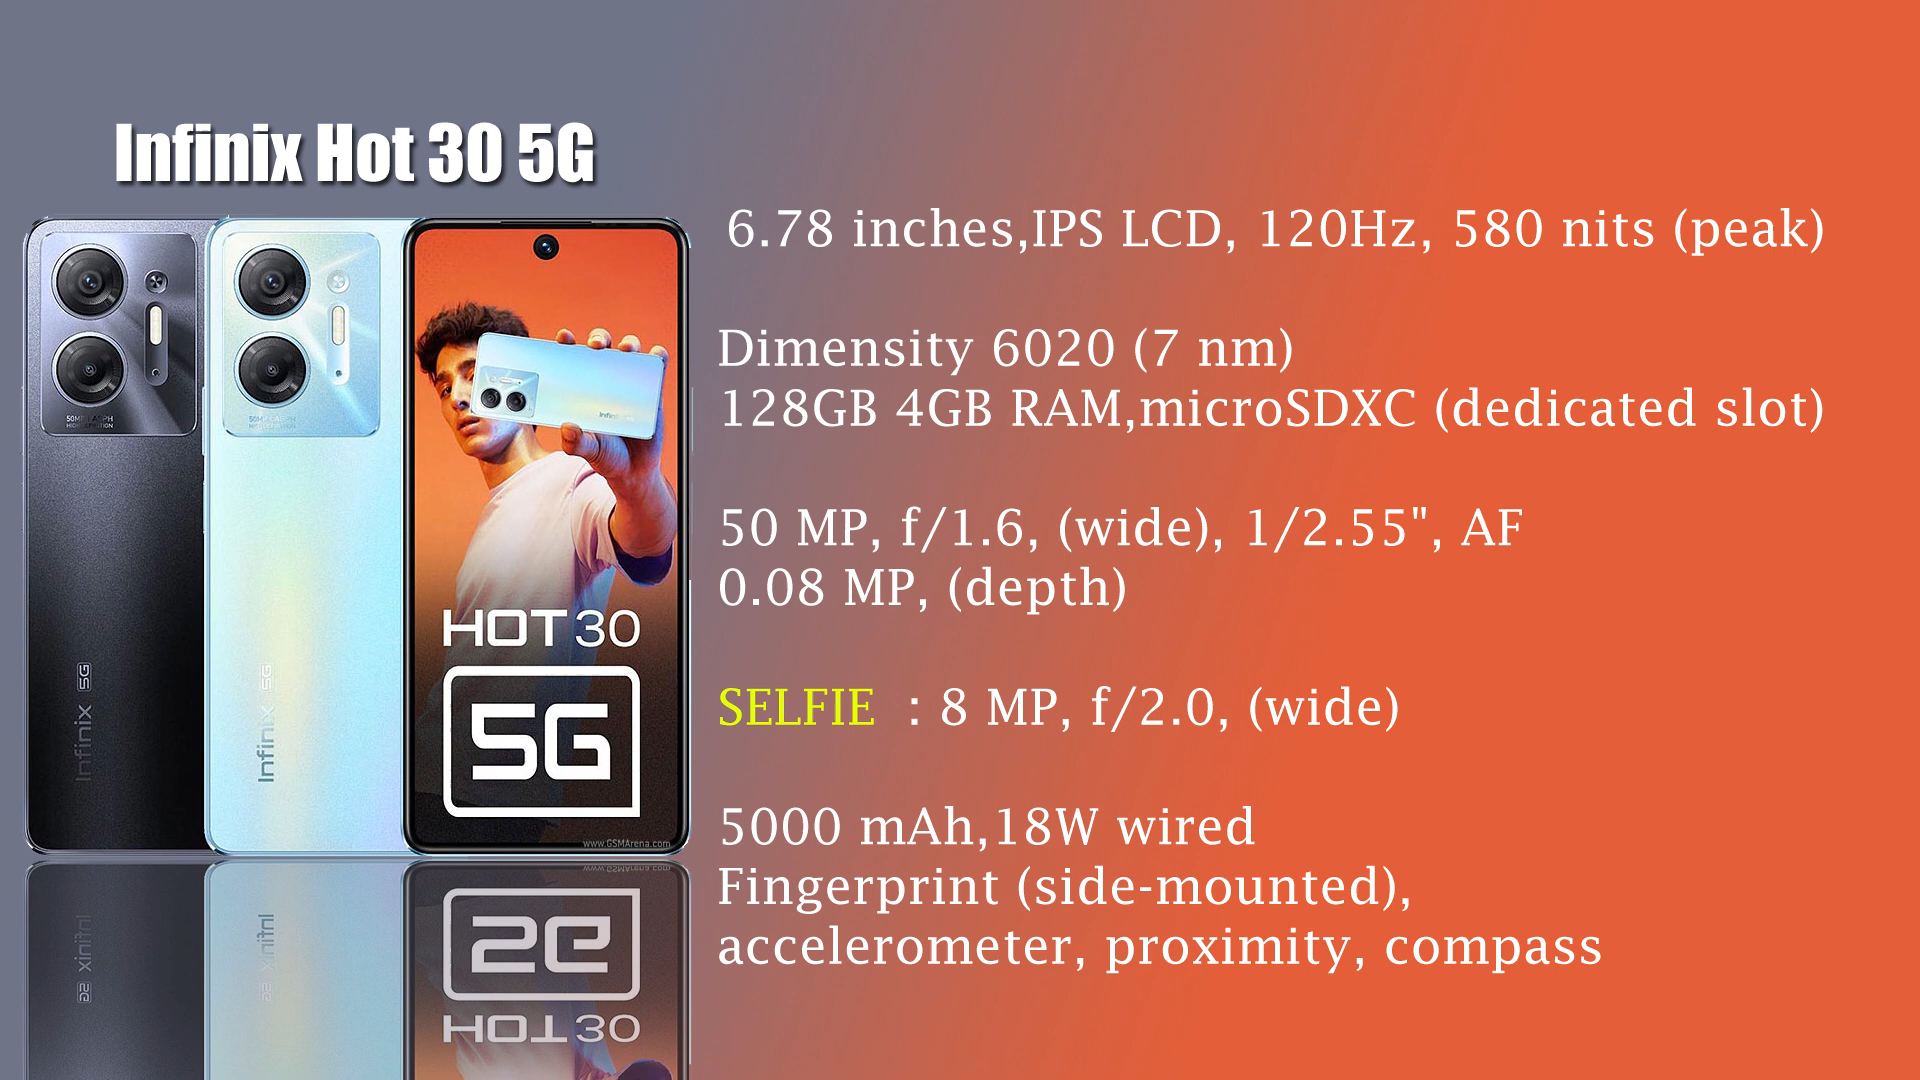 Infinix Hot 30 5G
6.78 inches,IPS LCD, 120Hz, 580 nits (peak)
Dimensity 6020 (7 nm)
128GB 4GB RAM,microSDXC (dedicated slot)
50 MP, f/1.6, (wide), 1/2.55", AF
0.08 MP, (depth)
SELFIE : 8 MP, f/2.0, (wide)
5000 mAh,18W wired
Fingerprint (side-mounted),
accelerometer, proximity, compass
HOT 30
5G
www.GSMArena.com
Infinix 5G
Infinix 5G